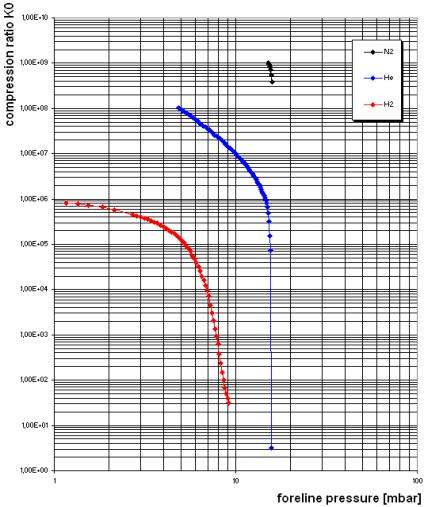 compression ratio K0
1,00E+10
1,00E+09
1,00E+08
1,00E+07
1,00E+06
1,00E+05
1,00E+04
1,00E+03
1,00E+02
1,00E+01
1,00E+00
N2
He
H2
1
10
100
foreline pressure [mbar]